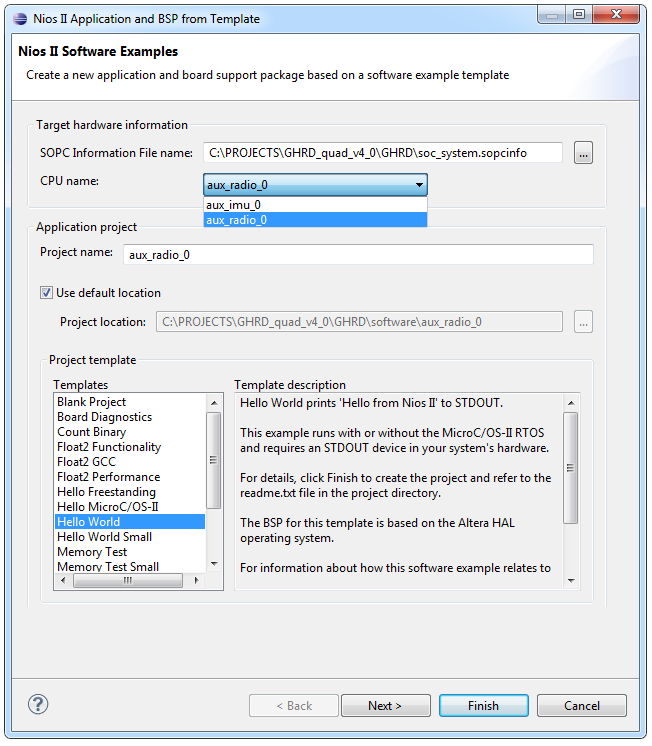 Nios II Application and BSP from Template
Nios II Software Examples
Create a new application and board support package based on a software example template
Target hardware information
SOPC Information File name: C:\PROJECTS\GHRD_quad_v4_0\GHRD\soc_system.sopcinfo ...
CPU name: aux_radio_0
aux_imu_0
aux_radio_0
Application project
Project name: aux_radio_0
Use default location
Project location: C:\PROJECTS\GHRD_quad_v4_0\GHRD\software\aux_radio_0 ...
Project template
Templates
Blank Project
Board Diagnostics
Count Binary
Float2 Functionality
Float2 GCC
Float2 Performance
Hello Freestanding
Hello MicroC/OS-II
Hello World
Hello World Small
Memory Test
Memory Test Small
Template description
Hello World prints 'Hello from Nios II' to STDOUT.
This example runs with or without the MicroC/OS-II RTOS
and requires an STDOUT device in your system's hardware.
For details, click Finish to create the project and refer to the
readme.txt file in the project directory.
The BSP for this template is based on the Altera HAL
operating system.
For information about how this software example relates to
? < Back Next > Finish Cancel